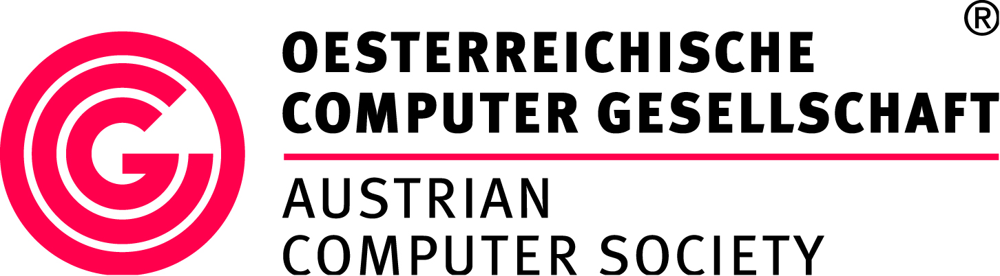 OESTERREICHISCHE ®
COMPUTER GESELLSCHAFT
AUSTRIAN
COMPUTER SOCIETY